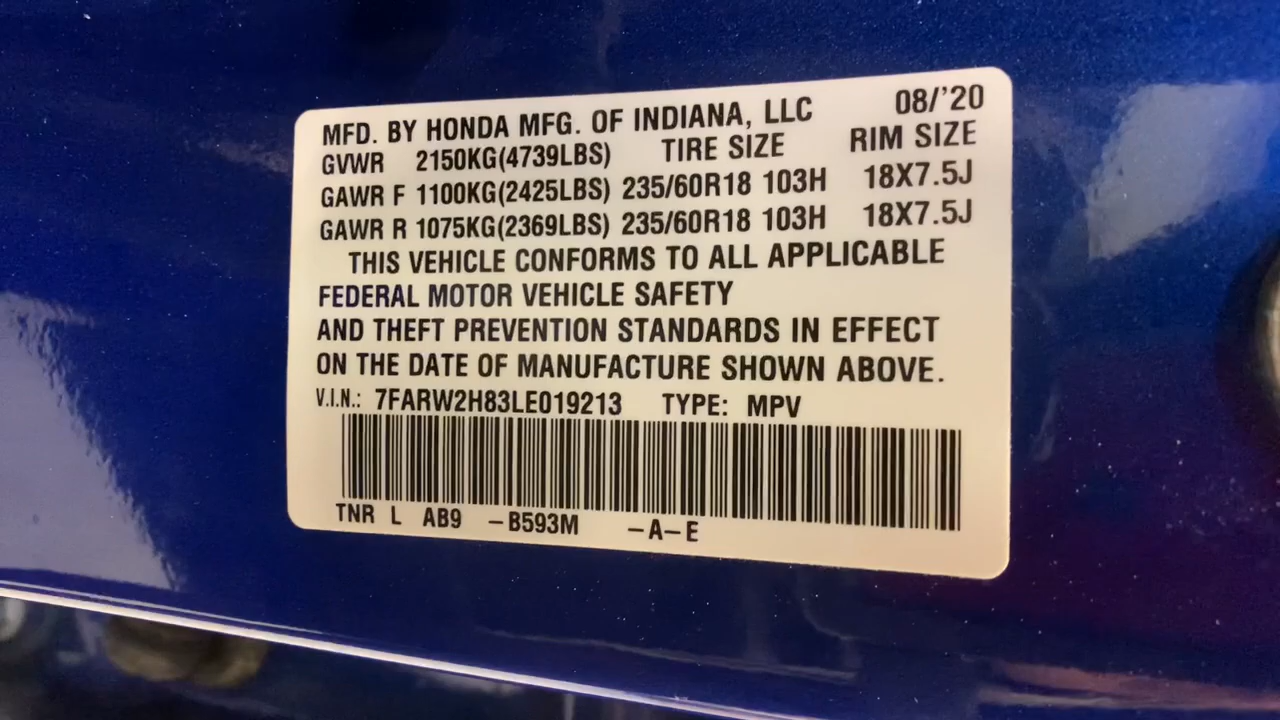 MFD. BY HONDA MFG. OF INDIANA, LLC 08/'20
GVWR 2150KG(4739LBS) TIRE SIZE RIM SIZE
GAWR F 1100KG(2425LBS) 235/60R18 103H 18X7.5J
GAWR R 1075KG(2369LBS) 235/60R18 103H 18X7.5J
THIS VEHICLE CONFORMS TO ALL APPLICABLE
FEDERAL MOTOR VEHICLE SAFETY
AND THEFT PREVENTION STANDARDS IN EFFECT
ON THE DATE OF MANUFACTURE SHOWN ABOVE.
V.I.N.: 7FARW2H83LE019213 TYPE: MPV
TNR L AB9 -B593M -A-E